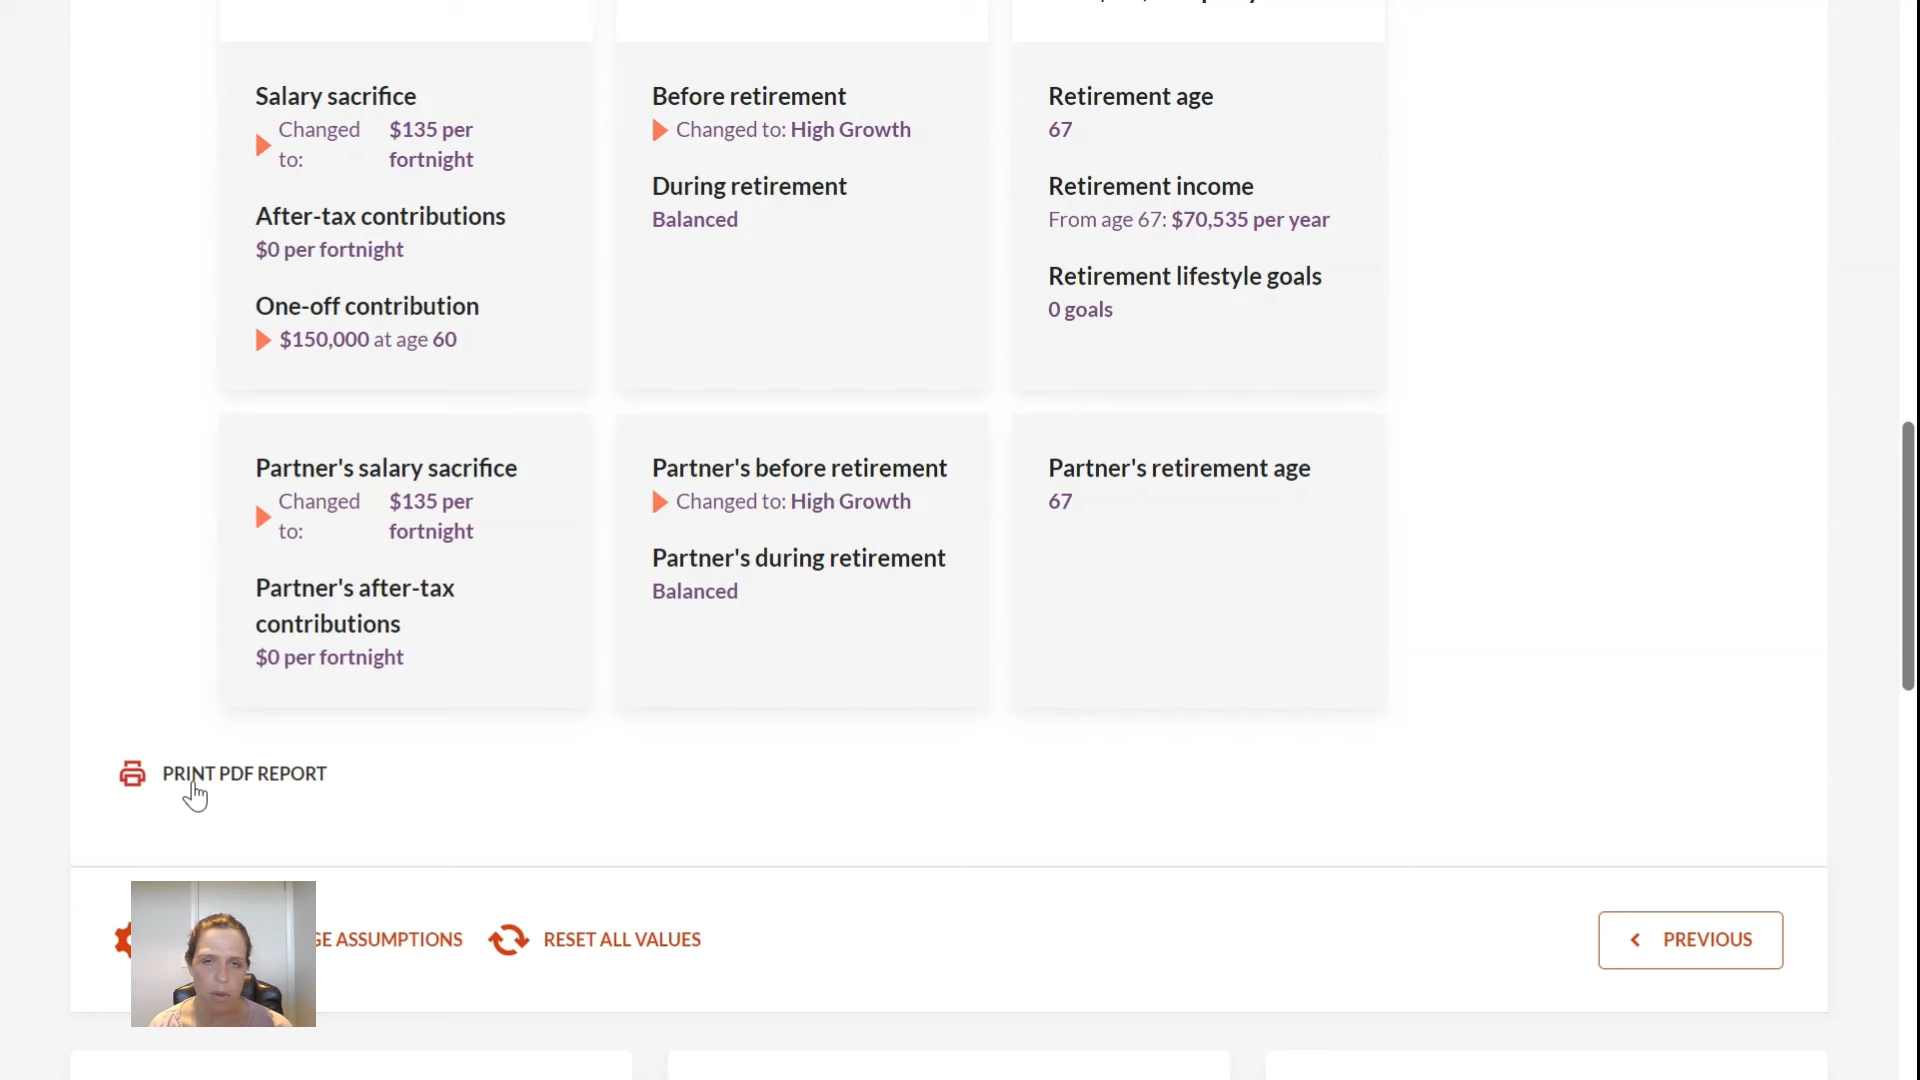 Salary sacrifice
Changed to: $135 per fortnight
After-tax contributions
$0 per fortnight
One-off contribution
$150,000 at age 60
Before retirement
Changed to: High Growth
During retirement
Balanced
Retirement age
67
Retirement income
From age 67: $70,535 per year
Retirement lifestyle goals
0 goals
Partner's salary sacrifice
Changed to: $135 per fortnight
Partner's after-tax
contributions
$0 per fortnight
Partner's before retirement
Changed to: High Growth
Partner's during retirement
Balanced
Partner's retirement age
67
PRINT PDF REPORT
ASSUMPTIONS
RESET ALL VALUES
PREVIOUS